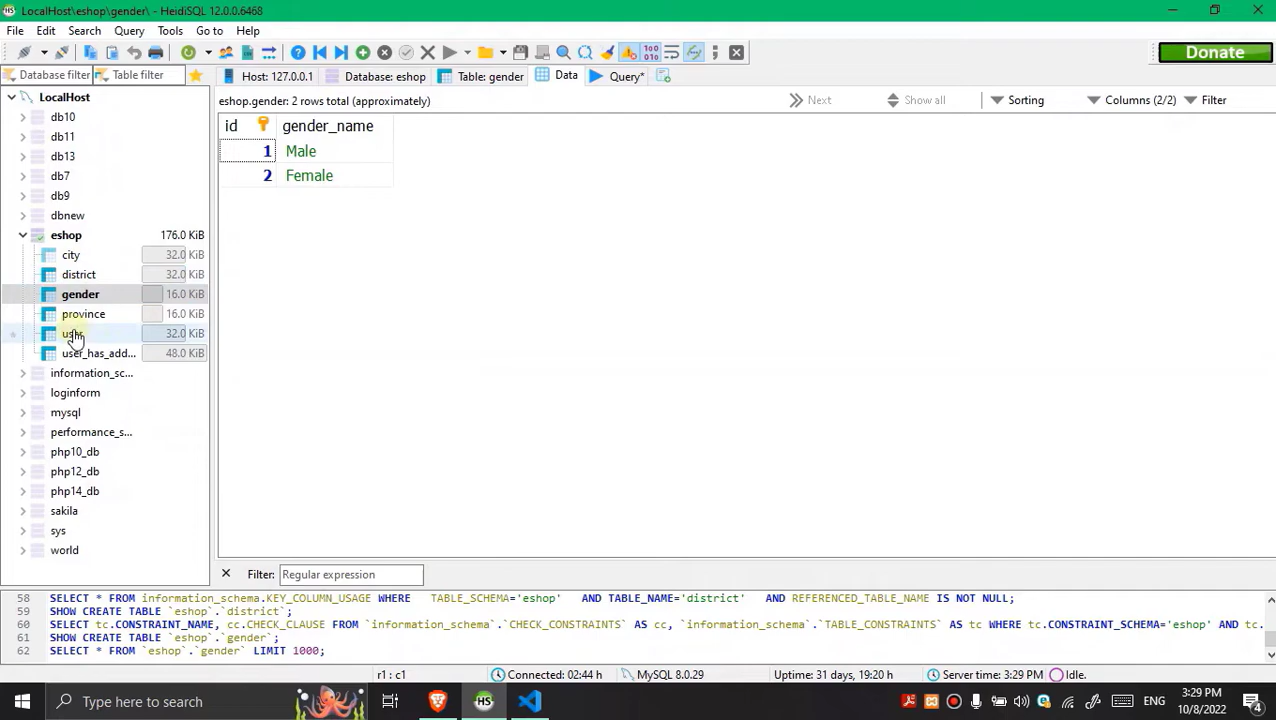 LocalHost\eshop\gender\ - HeidiSQL 12.0.0.6468
File Edit Search Query Tools Go to Help
Donate
Database filter Table filter Host: 127.0.0.1 Database: eshop Table: gender Data Query*
LocalHost
db10
db11
db13
db7
db9
dbnew
eshop 176.0 KiB
city 32.0 KiB
district 32.0 KiB
gender 16.0 KiB
province 16.0 KiB
user 32.0 KiB
user_has_add... 48.0 KiB
information_sc...
loginform
mysql
performance_s...
php10_db
php12_db
php14_db
sakila
sys
world
eshop.gender: 2 rows total (approximately) Next Show all Sorting Columns (2/2) Filter
id gender_name
1 Male
2 Female
Filter: Regular expression
58 SELECT * FROM information_schema.KEY_COLUMN_USAGE WHERE TABLE_SCHEMA='eshop' AND TABLE_NAME='district' AND REFERENCED_TABLE_NAME IS NOT NULL;
59 SHOW CREATE TABLE `eshop`.`district`;
60 SELECT tc.CONSTRAINT_NAME, cc.CHECK_CLAUSE FROM `information_schema`.`CHECK_CONSTRAINTS` AS cc, `information_schema`.`TABLE_CONSTRAINTS` AS tc WHERE tc.CONSTRAINT_SCHEMA='eshop' AND tc.
61 SHOW CREATE TABLE `eshop`.`gender`;
62 SELECT * FROM `eshop`.`gender` LIMIT 1000;
r1 : c1 Connected: 02:44 h MySQL 8.0.29 Uptime: 31 days, 19:20 h Server time: 3:29 PM Idle.
Type here to search
ENG
3:29 PM
10/8/2022
4